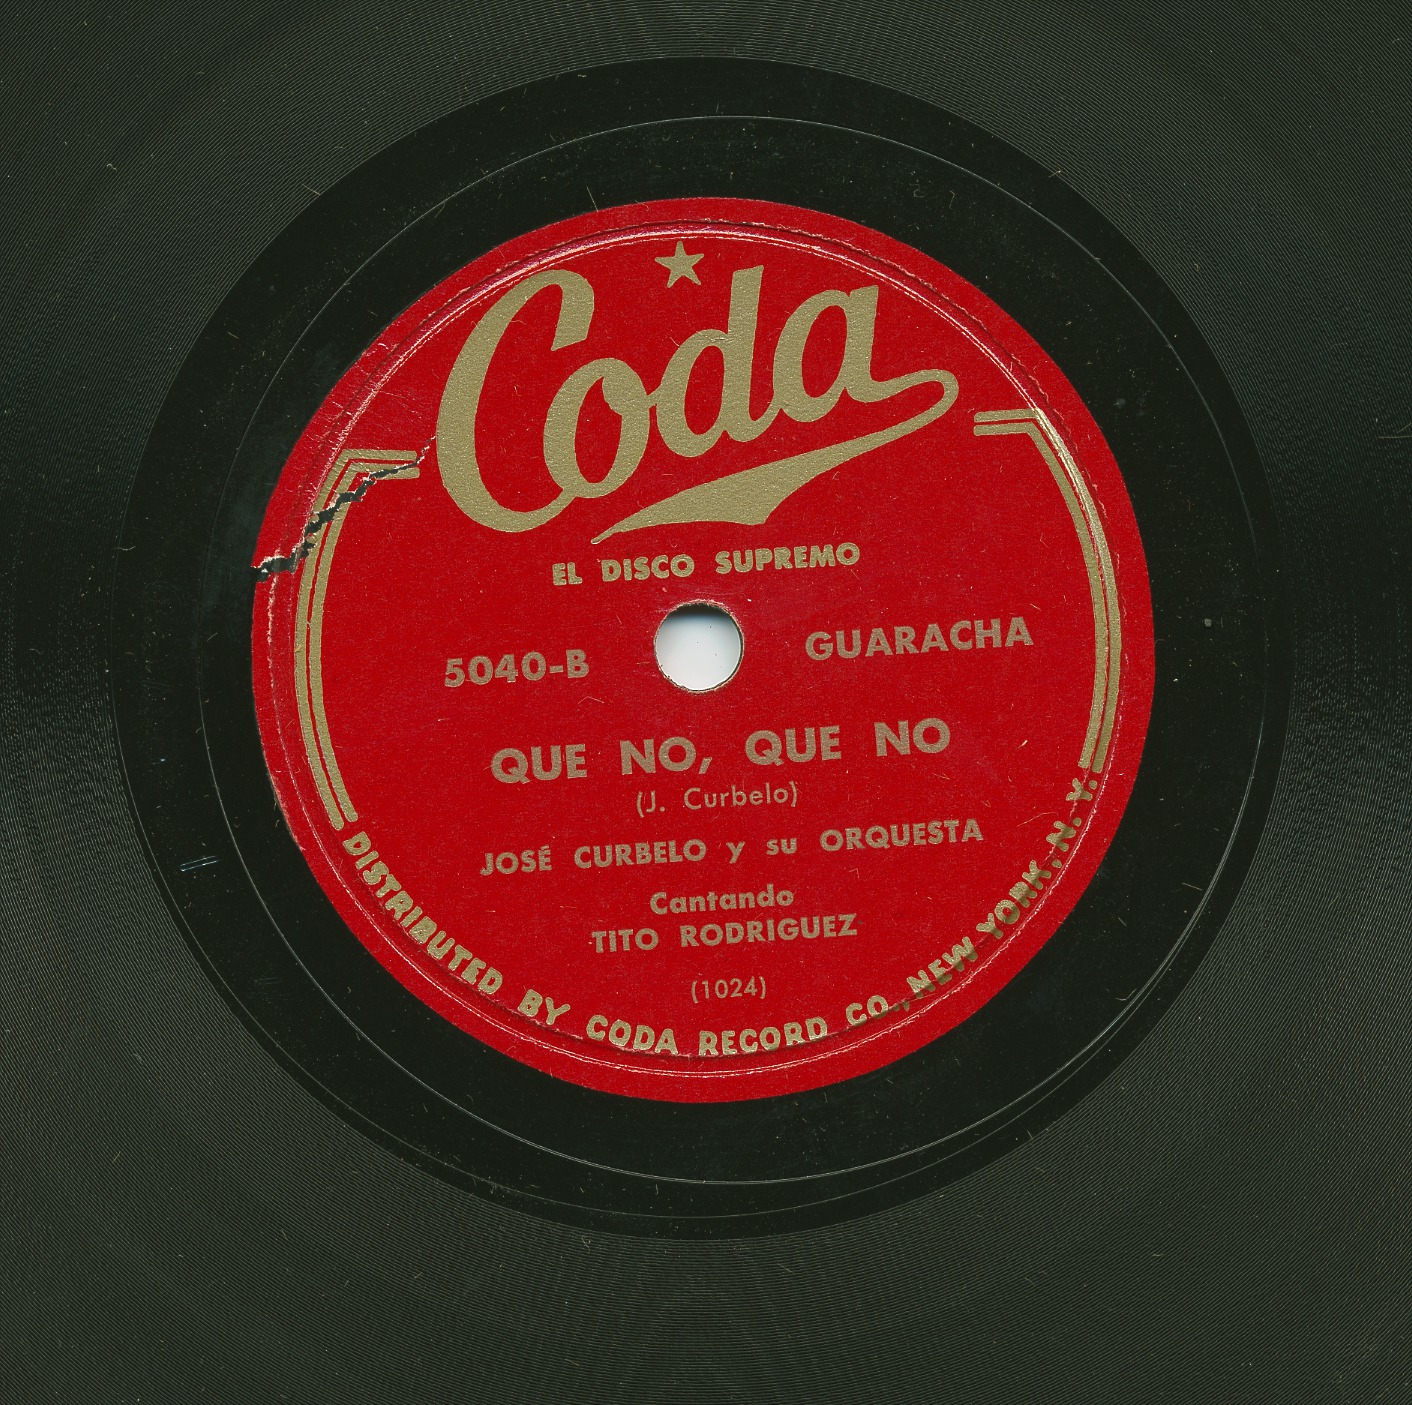 Coda
EL DISCO SUPREMO
5040-B
GUARACHA
QUE NO, QUE NO
(J. Curbelo)
JOSÉ CURBELO y su ORQUESTA
Cantando
TITO RODRIGUEZ
(1024)
DISTRIBUTED BY CODA RECORD CO., NEW YORK, N. Y.